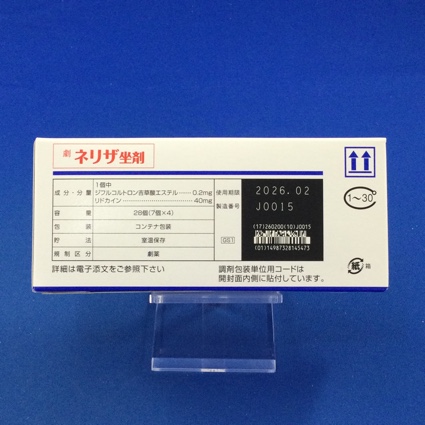 劇 ネリザ坐剤
成分・分量 1個中
ジフルコルトロン吉草酸エステル…… 0.2mg
リドカイン…………… 40mg
容量 28個(7個×4)
包装 コンテナ包装
貯法 室温保存
規制区分 劇薬
詳細は電子添文をご参照下さい
使用期限 2026.02
製造番号 J0015
(17)260200(10)J0015
GS1
(01)14987328145473
調剤包装単位用コードは
開封面内側に貼付しています。
1〜30°
紙 箱